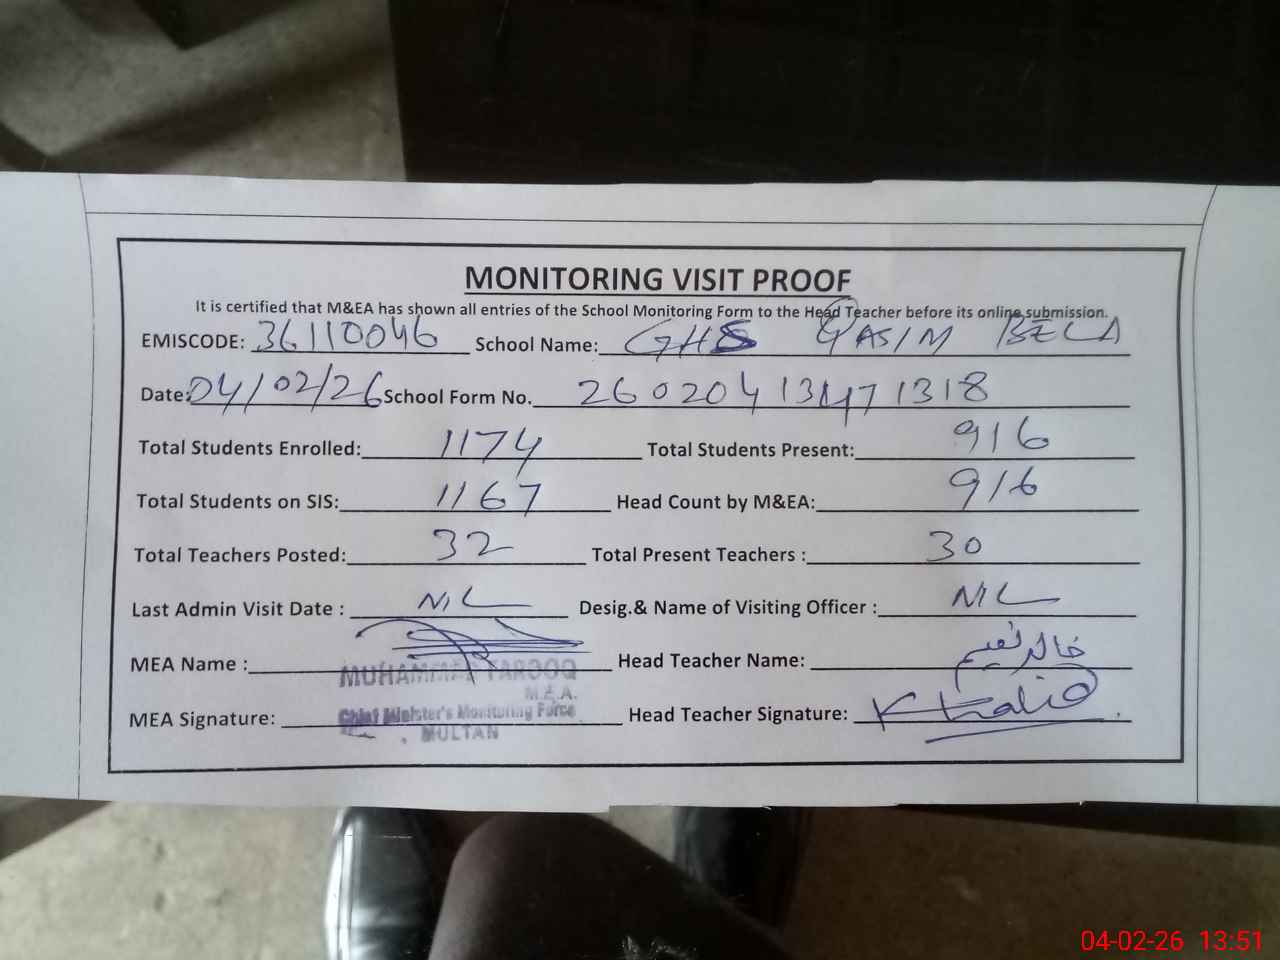 MONITORING VISIT PROOF
It is certified that M&EA has shown all entries of the School Monitoring Form to the Head Teacher before its online submission.
EMISCODE: 36110046 School Name: GHS QASIM BELA
Date: 04/02/26 School Form No. 260204131471318
Total Students Enrolled: 1174 Total Students Present: 916
Total Students on SIS: 1167 Head Count by M&EA: 916
Total Teachers Posted: 32 Total Present Teachers : 30
Last Admin Visit Date : NIL Desig.& Name of Visiting Officer : NIL
MEA Name : Head Teacher Name: خالد نعیم
MUHAMMAD TAROOQ
M.E.A.
MEA Signature: Head Teacher Signature: Khalid
Chief Minister's Monitoring Force
MULTAN
04-02-26 13:51